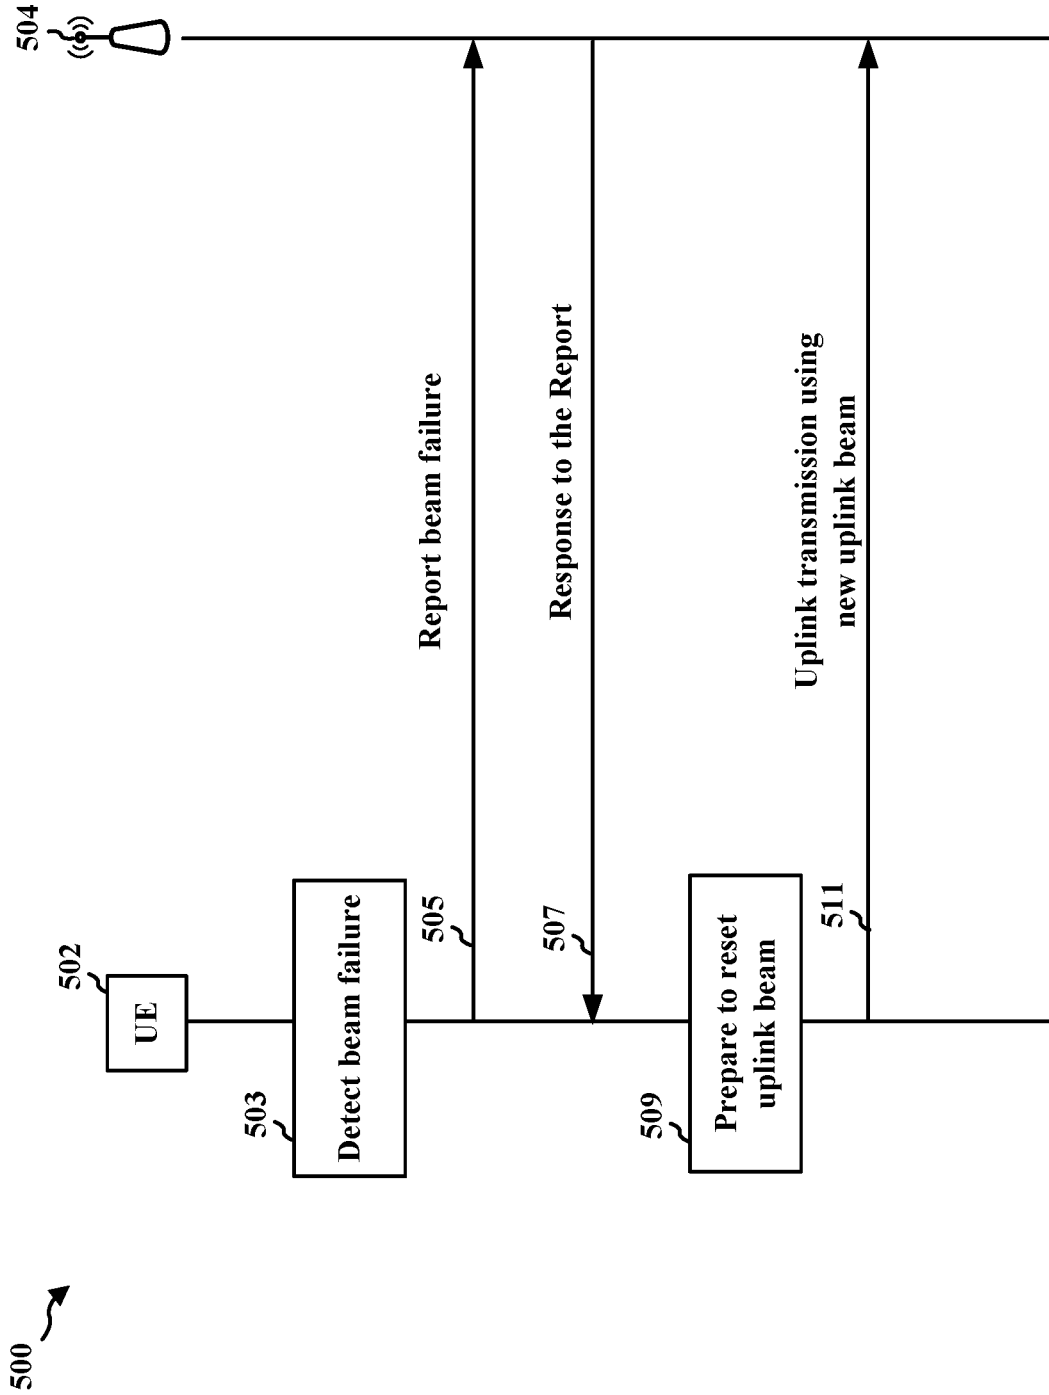 500
502
UE
504
503
Detect beam failure
505
Report beam failure
507
Response to the Report
509
Prepare to reset
uplink beam
511
Uplink transmission using
new uplink beam